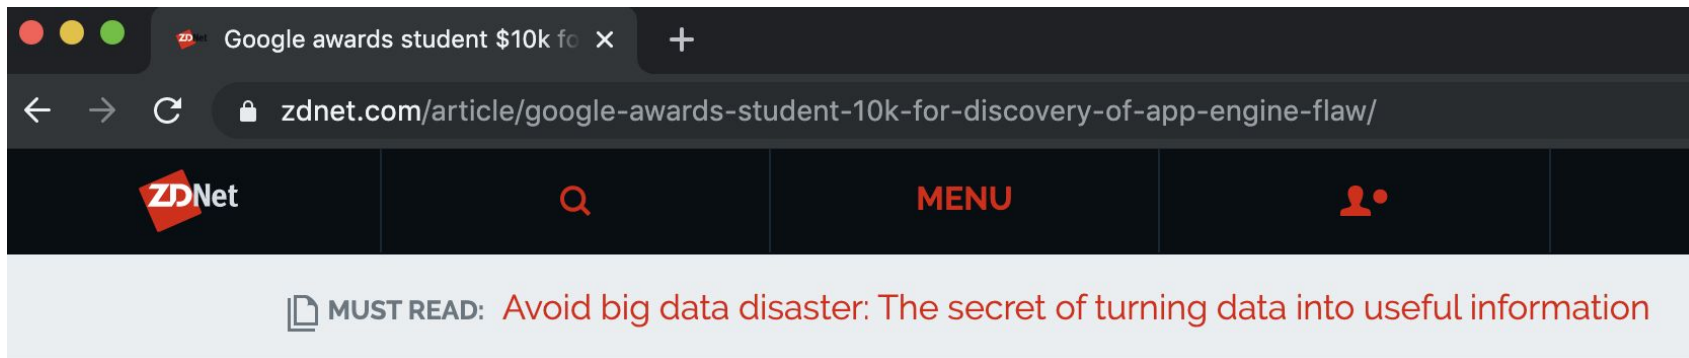 Google awards student $10k fo
zdnet.com/article/google-awards-student-10k-for-discovery-of-app-engine-flaw/
ZDNet
MENU
MUST READ: Avoid big data disaster: The secret of turning data into useful information